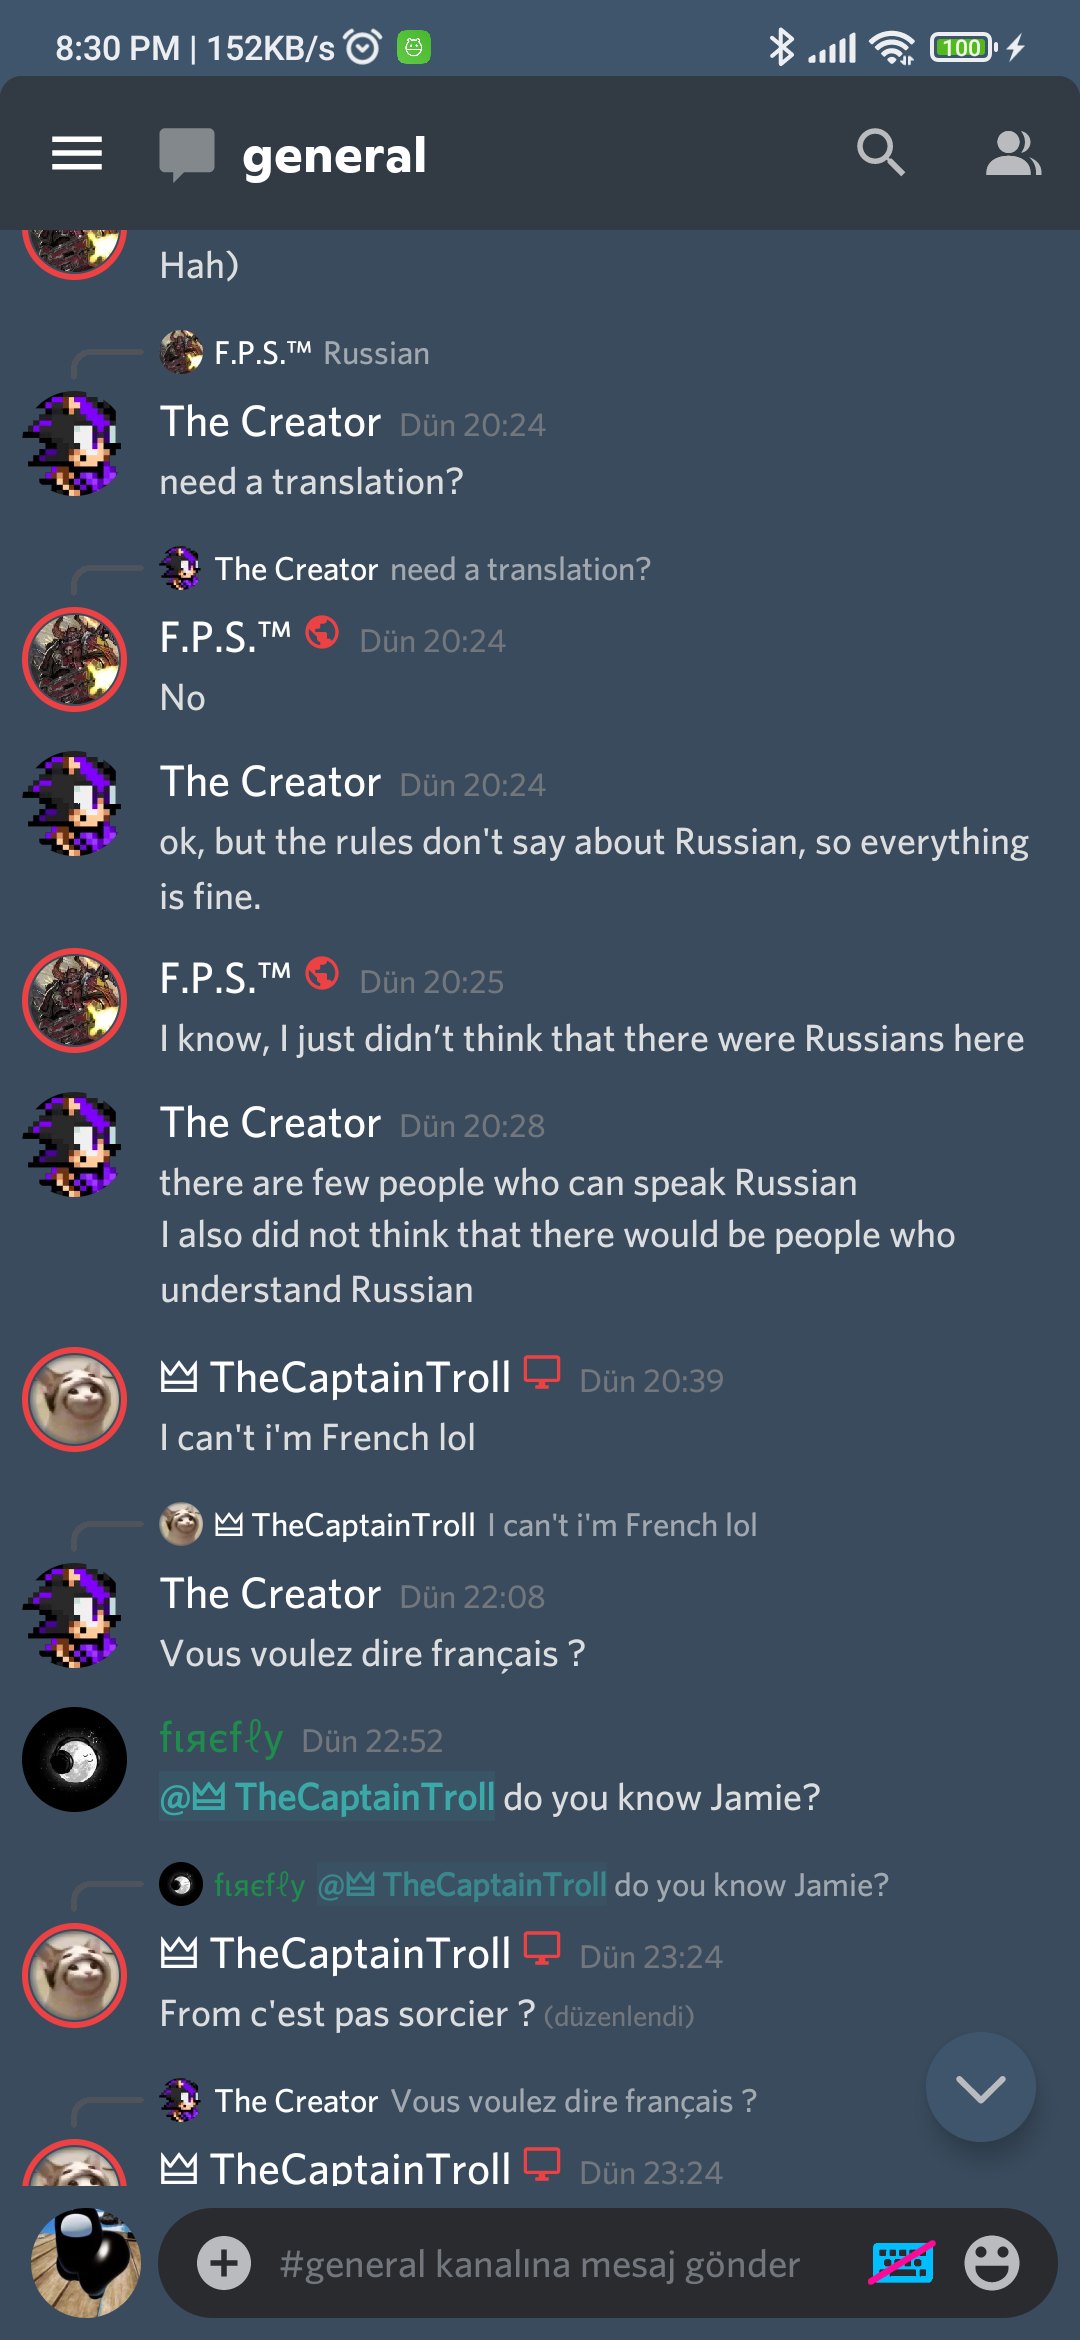 8:30 PM | 152KB/s
100
general
Hah)
F.P.S.™ Russian
The Creator Dün 20:24
need a translation?
The Creator need a translation?
F.P.S.™ Dün 20:24
No
The Creator Dün 20:24
ok, but the rules don't say about Russian, so everything
is fine.
F.P.S.™ Dün 20:25
I know, I just didn’t think that there were Russians here
The Creator Dün 20:28
there are few people who can speak Russian
I also did not think that there would be people who
understand Russian
TheCaptainTroll Dün 20:39
I can't i'm French lol
TheCaptainTroll I can't i'm French lol
The Creator Dün 22:08
Vous voulez dire français ?
fιяєfℓy Dün 22:52
@ TheCaptainTroll do you know Jamie?
fιяєfℓy @ TheCaptainTroll do you know Jamie?
TheCaptainTroll Dün 23:24
From c'est pas sorcier ? (düzenlendi)
The Creator Vous voulez dire français ?
TheCaptainTroll Dün 23:24
#general kanalına mesaj gönder